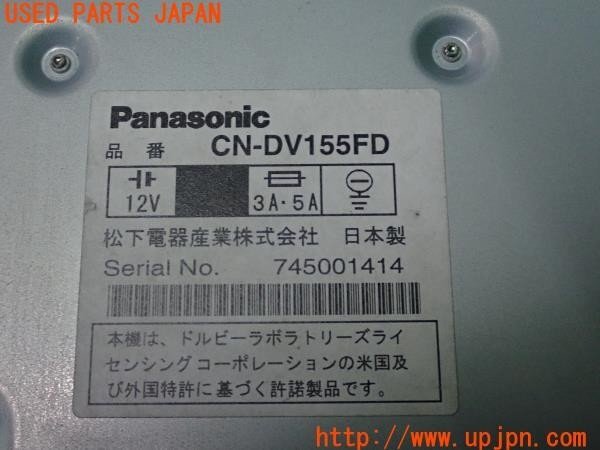 USED PARTS JAPAN
Panasonic
品番 CN-DV155FD
12V 3A・5A
松下電器産業株式会社 日本製
Serial No. 745001414
本機は、ドルビーラボラトリーズライ
センシングコーポレーションの米国及
び外国特許に基づく許諾製品です。
http://www.upjpn.com/